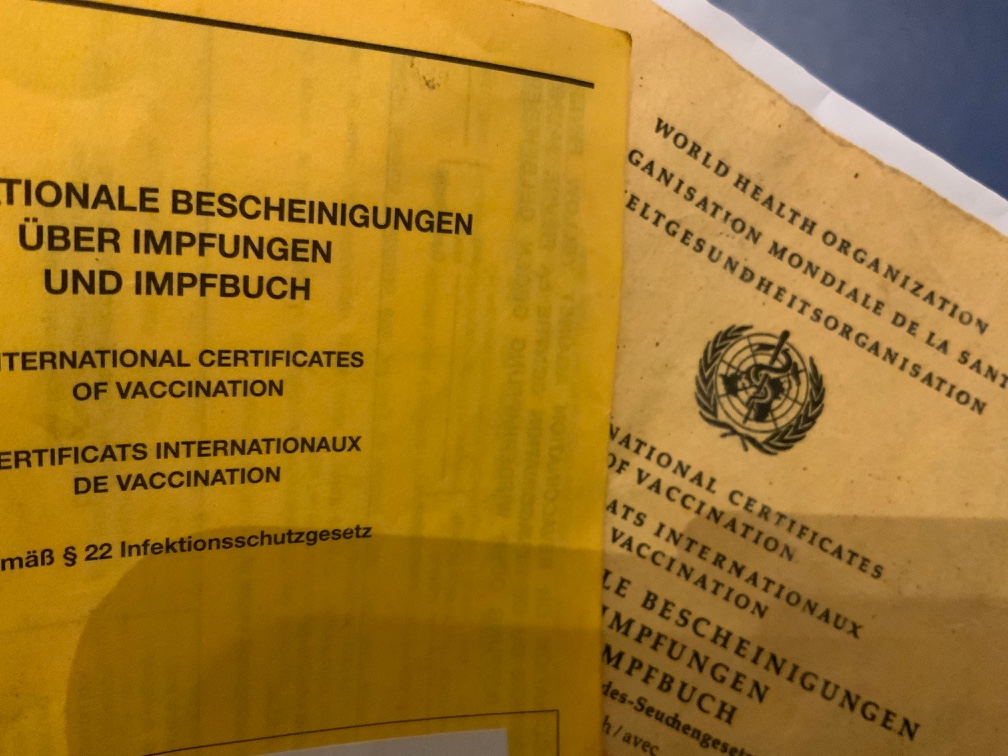 TIONALE BESCHEINIGUNGEN
ÜBER IMPFUNGEN
UND IMPFBUCH
NTERNATIONAL CERTIFICATES
OF VACCINATION
ERTIFICATS INTERNATIONAUX
DE VACCINATION
mäß § 22 Infektionsschutzgesetz
WORLD HEALTH ORGANIZATION
GANISATION MONDIALE DE LA SANT
ELTGESUNDHEITSORGANISATION
NATIONAL CERTIFICATES
OF VACCINATION
ATS INTERNATIONAUX
VACCINATION
LE BESCHEINIGUNGEN
IMPFUNGEN
MPFBUCH
des-Seuchengesetz
h/avec